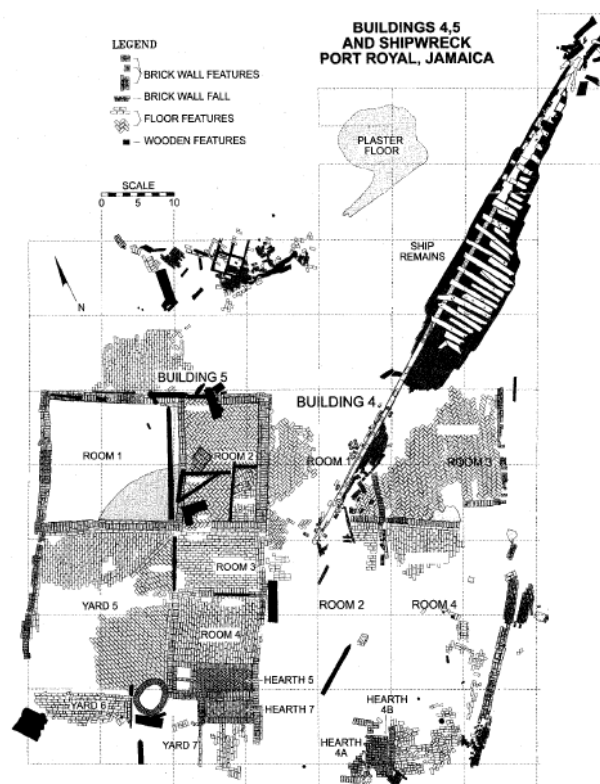 BUILDINGS 4,5
AND SHIPWRECK
PORT ROYAL, JAMAICA
LEGEND
BRICK WALL FEATURES
BRICK WALL FALL
FLOOR FEATURES
WOODEN FEATURES
PLASTER
FLOOR
SCALE
0 5 10
SHIP
REMAINS
N
BUILDING 5
BUILDING 4
ROOM 1
ROOM 2
ROOM 1
ROOM 3
ROOM 3
YARD 5
ROOM 2
ROOM 4
ROOM 4
HEARTH 5
YARD 6
HEARTH 7
HEARTH
4B
YARD 7
HEARTH
4A